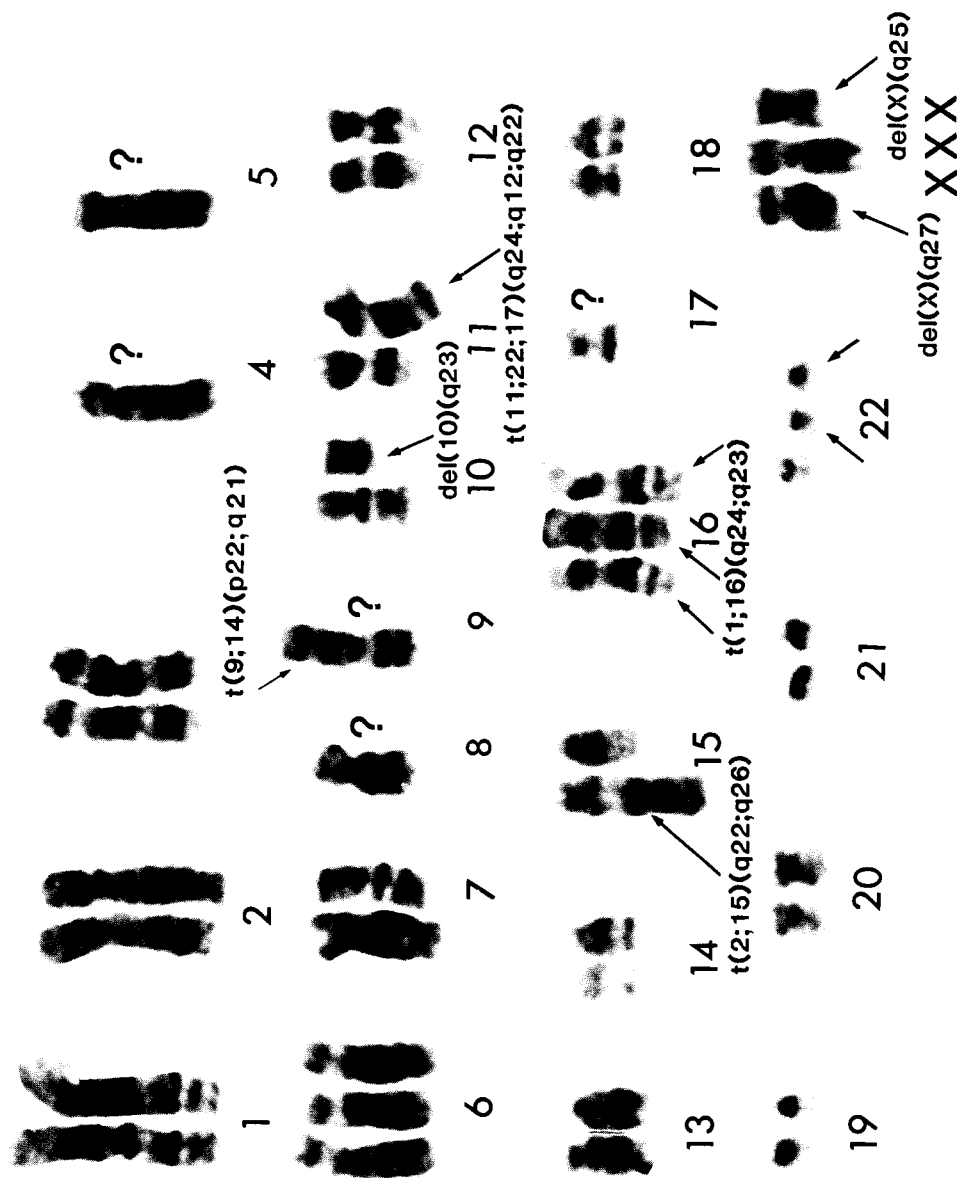 ? ?
1 2 4 5
t(9;14)(p22;q21)
? ?
6 7 8 9 10 11 12
del(10)(q23)
t(11;22;17)(q24;q12;q22)
?
13 14 15 16 17 18
t(2;15)(q22;q26)
t(1;16)(q24;q23)
19 20 21 22
del(X)(q25)
del(X)(q27)
XXX